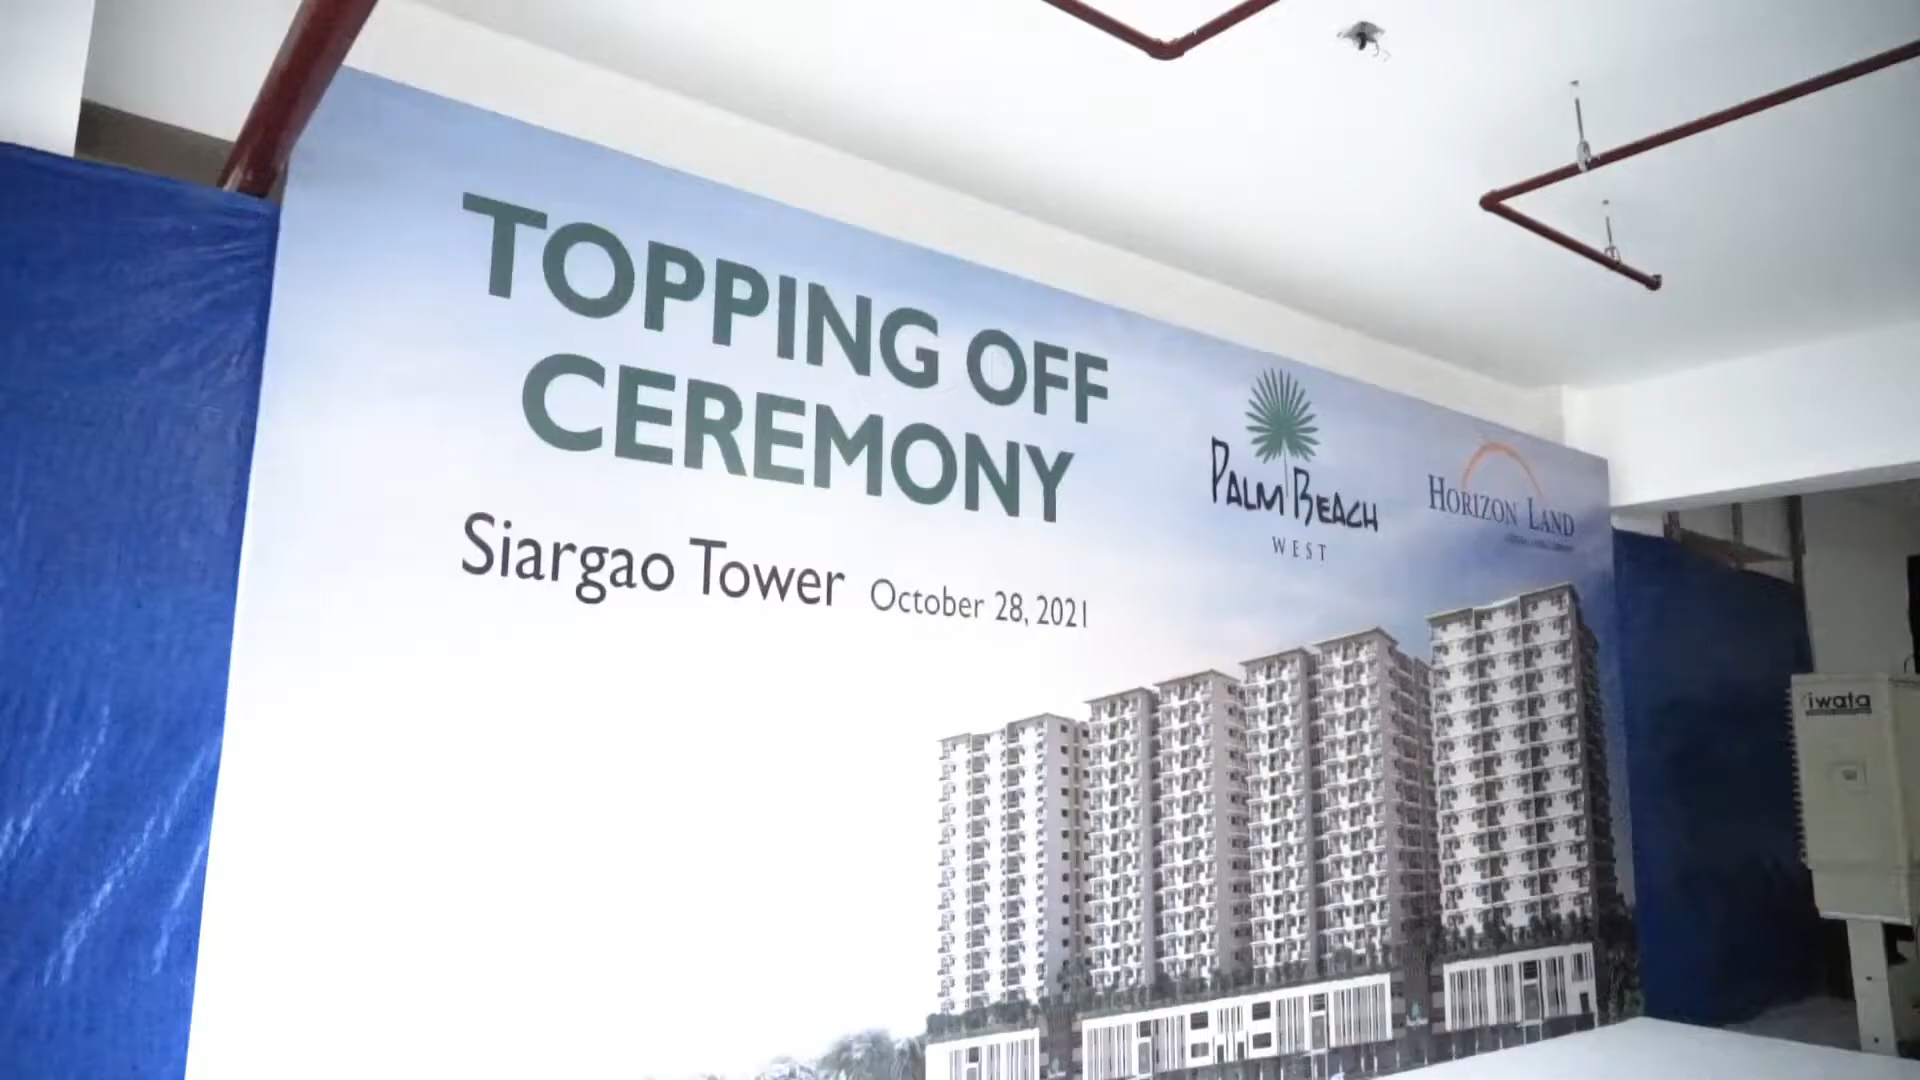 TOPPING OFF
CEREMONY
Siargao Tower October 28, 2021
PALM BEACH
WEST
HORIZON LAND
iwata